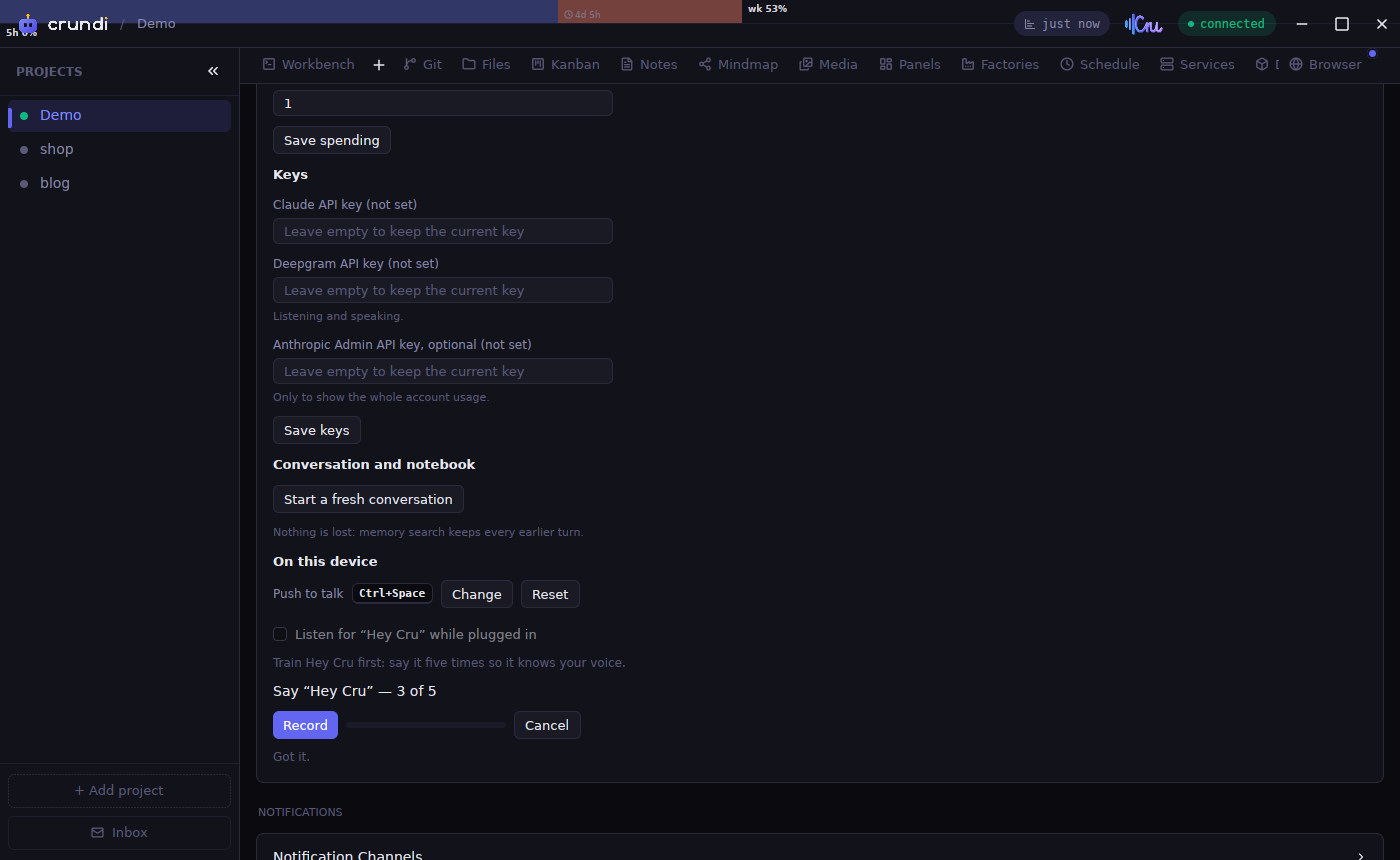 4d 5h
wk 53%
5h 6%
crundi / Demo
just now
Cru
connected
PROJECTS
Workbench
Git
Files
Kanban
Notes
Mindmap
Media
Panels
Factories
Schedule
Services
Browser
Demo
shop
blog
1
Save spending
Keys
Claude API key (not set)
Leave empty to keep the current key
Deepgram API key (not set)
Leave empty to keep the current key
Listening and speaking.
Anthropic Admin API key, optional (not set)
Leave empty to keep the current key
Only to show the whole account usage.
Save keys
Conversation and notebook
Start a fresh conversation
Nothing is lost: memory search keeps every earlier turn.
On this device
Push to talk Ctrl+Space Change Reset
Listen for “Hey Cru” while plugged in
Train Hey Cru first: say it five times so it knows your voice.
Say “Hey Cru” — 3 of 5
Record Cancel
Got it.
+ Add project
Inbox
NOTIFICATIONS
Notification Channels